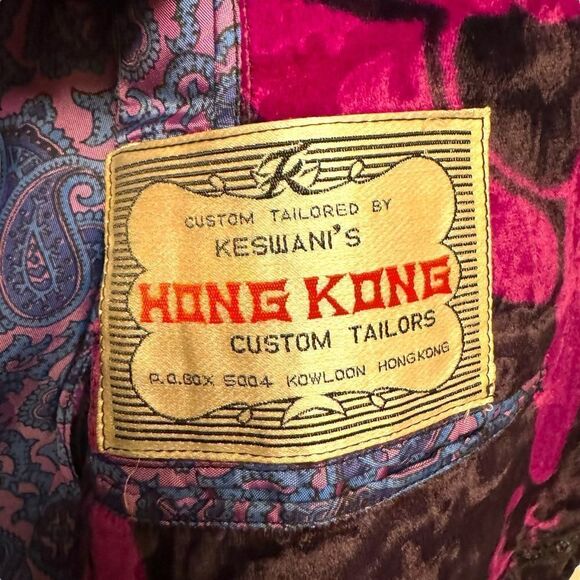 K
CUSTOM TAILORED BY
KESWANI'S
HONG KONG
CUSTOM TAILORS
P.O.BOX 5004 KOWLOON HONGKONG